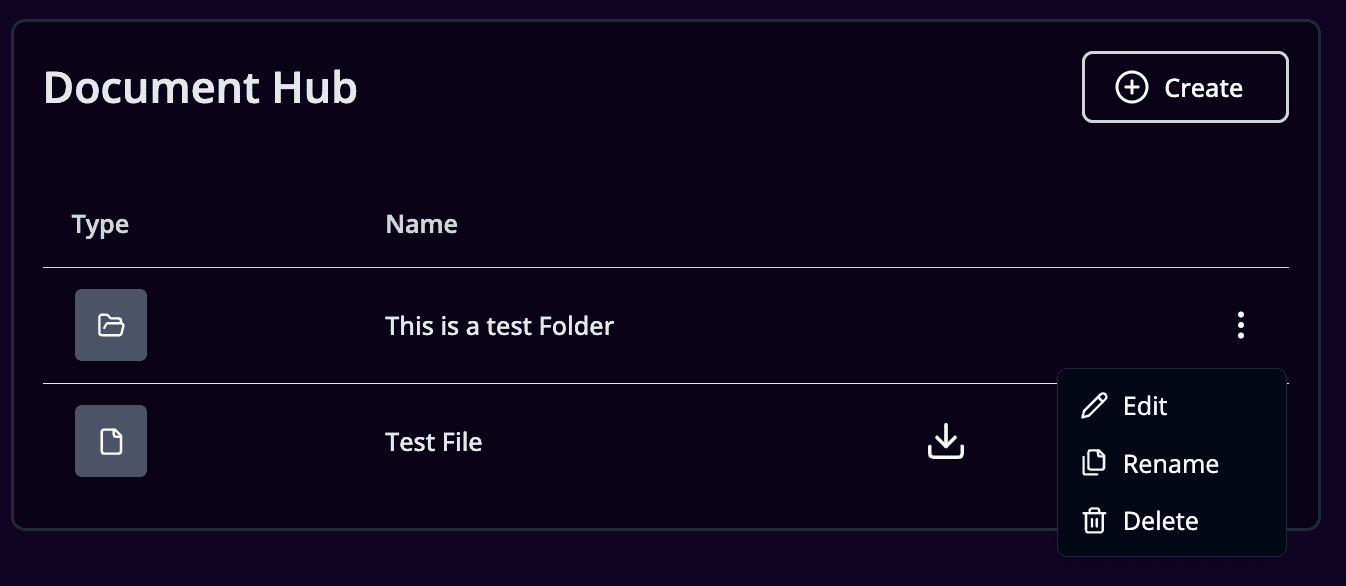 Document Hub
Create
Type Name
This is a test Folder
Edit
Test File
Rename
Delete